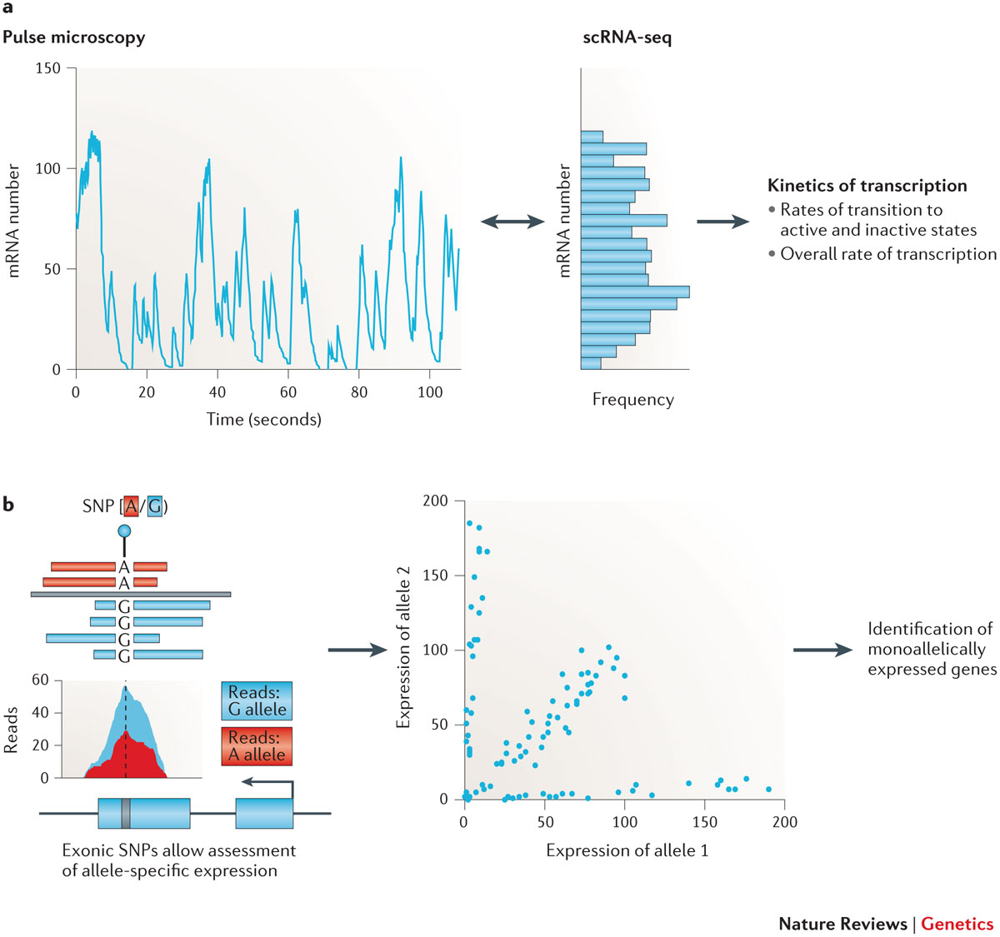 a
Pulse microscopy
scRNA-seq
150
100
50
0
mRNA number
0 20 40 60 80 100
Time (seconds)
mRNA number
Frequency
Kinetics of transcription
• Rates of transition to
active and inactive states
• Overall rate of transcription
b
SNP [A/G)
A
A
G
G
G
G
60
40
20
0
Reads
Reads:
G allele
Reads:
A allele
Exonic SNPs allow assessment
of allele-specific expression
200
150
100
50
0
Expression of allele 2
0 50 100 150 200
Expression of allele 1
Identification of
monoallelically
expressed genes
Nature Reviews | Genetics